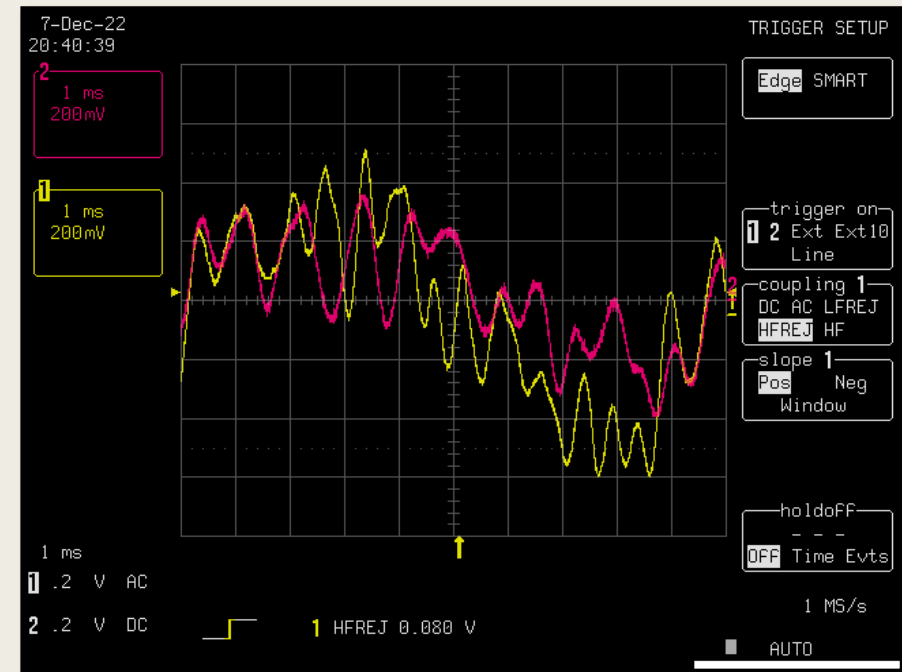 7-Dec-22
20:40:39
TRIGGER SETUP
2
1 ms
200mV
Edge SMART
1
1 ms
200mV
trigger on
1 2 Ext Ext10
Line
2
1
coupling 1
DC AC LFREJ
HFREJ HF
slope 1
Pos Neg
Window
holdoff
- - -
OFF Time Evts
1 ms
1 .2 V AC
2 .2 V DC
1 HFREJ 0.080 V
1 MS/s
AUTO